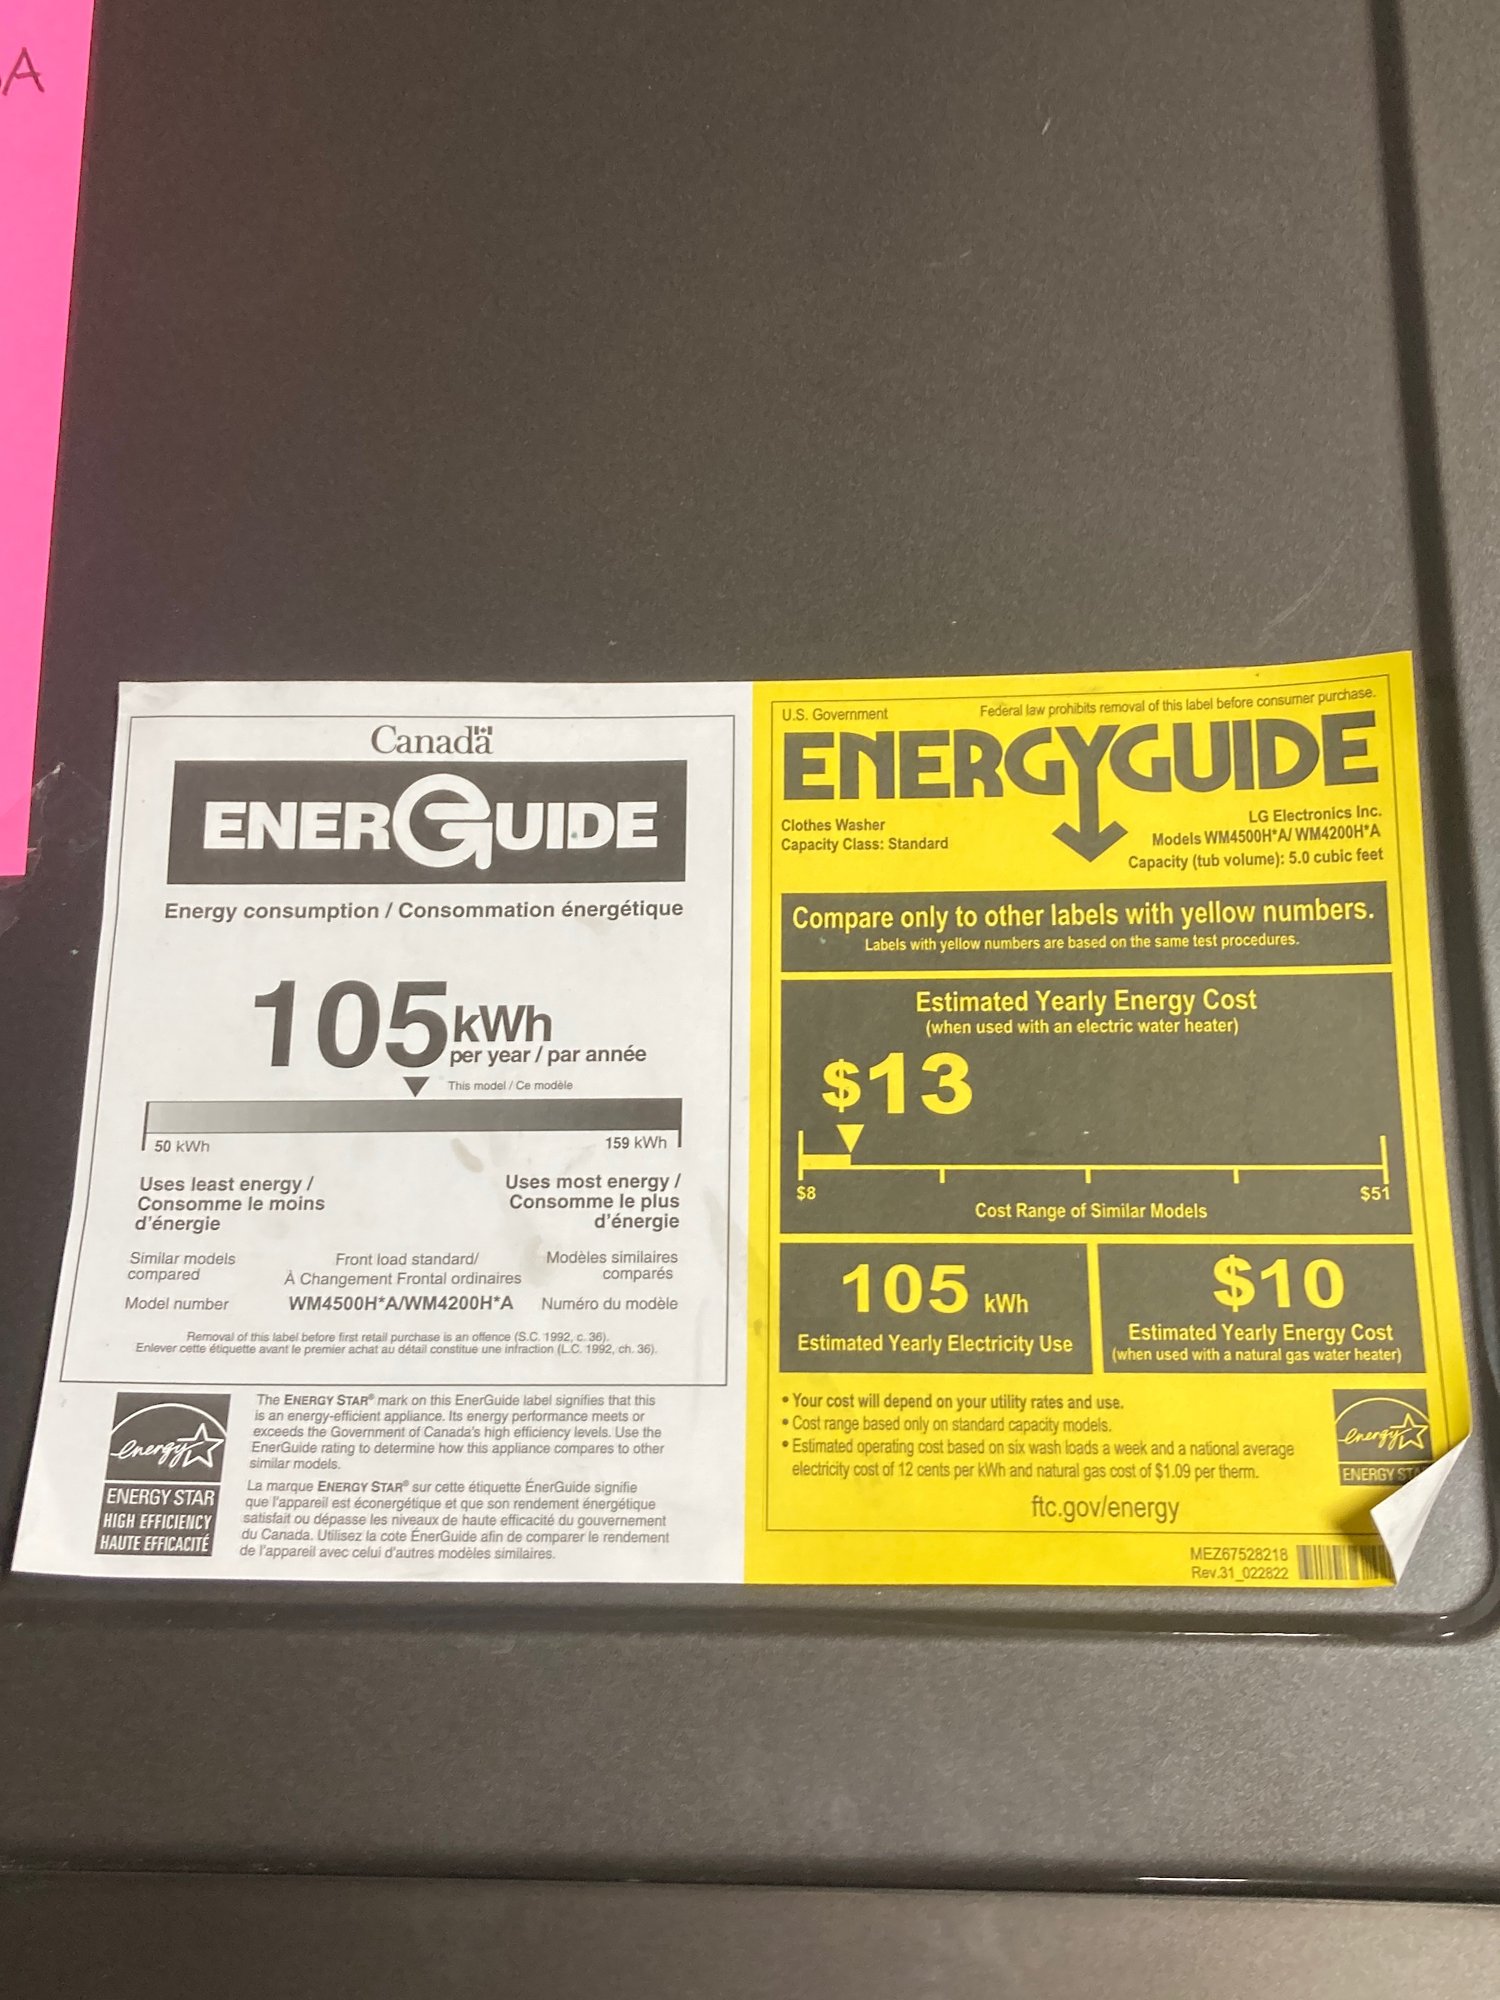 A
Canada
ENERGUIDE
Energy consumption / Consommation énergétique
105 kWh
per year / par année
This model / Ce modèle
50 kWh
159 kWh
Uses least energy /
Consomme le moins
d'énergie
Uses most energy /
Consomme le plus
d'énergie
Similar models
compared
Front load standard/
À Changement Frontal ordinaires
Modèles similaires
comparés
Model number
WM4500H*A/WM4200H*A
Numéro du modèle
Removal of this label before first retail purchase is an offence (S.C. 1992, c. 36).
Enlever cette étiquette avant le premier achat au détail constitue une infraction (L.C. 1992, ch. 36).
energy
ENERGY STAR
HIGH EFFICIENCY
HAUTE EFFICACITÉ
The ENERGY STAR® mark on this EnerGuide label signifies that this
is an energy-efficient appliance. Its energy performance meets or
exceeds the Government of Canada's high efficiency levels. Use the
EnerGuide rating to determine how this appliance compares to other
similar models.
La marque ENERGY STAR® sur cette étiquette ÉnerGuide signifie
que l'appareil est éconergétique et que son rendement énergétique
satisfait ou dépasse les niveaux de haute efficacité du gouvernement
du Canada. Utilisez la cote ÉnerGuide afin de comparer le rendement
de l'appareil avec celui d'autres modèles similaires.
U.S. Government
Federal law prohibits removal of this label before consumer purchase.
ENERGYGUIDE
Clothes Washer
Capacity Class: Standard
LG Electronics Inc.
Models WM4500H*A/ WM4200H*A
Capacity (tub volume): 5.0 cubic feet
Compare only to other labels with yellow numbers.
Labels with yellow numbers are based on the same test procedures.
Estimated Yearly Energy Cost
(when used with an electric water heater)
$13
$8
$51
Cost Range of Similar Models
105 kWh
Estimated Yearly Electricity Use
$10
Estimated Yearly Energy Cost
(when used with a natural gas water heater)
• Your cost will depend on your utility rates and use.
• Cost range based only on standard capacity models.
• Estimated operating cost based on six wash loads a week and a national average
electricity cost of 12 cents per kWh and natural gas cost of $1.09 per therm.
ftc.gov/energy
energy
ENERGY STA
MEZ67528218
Rev.31_022822